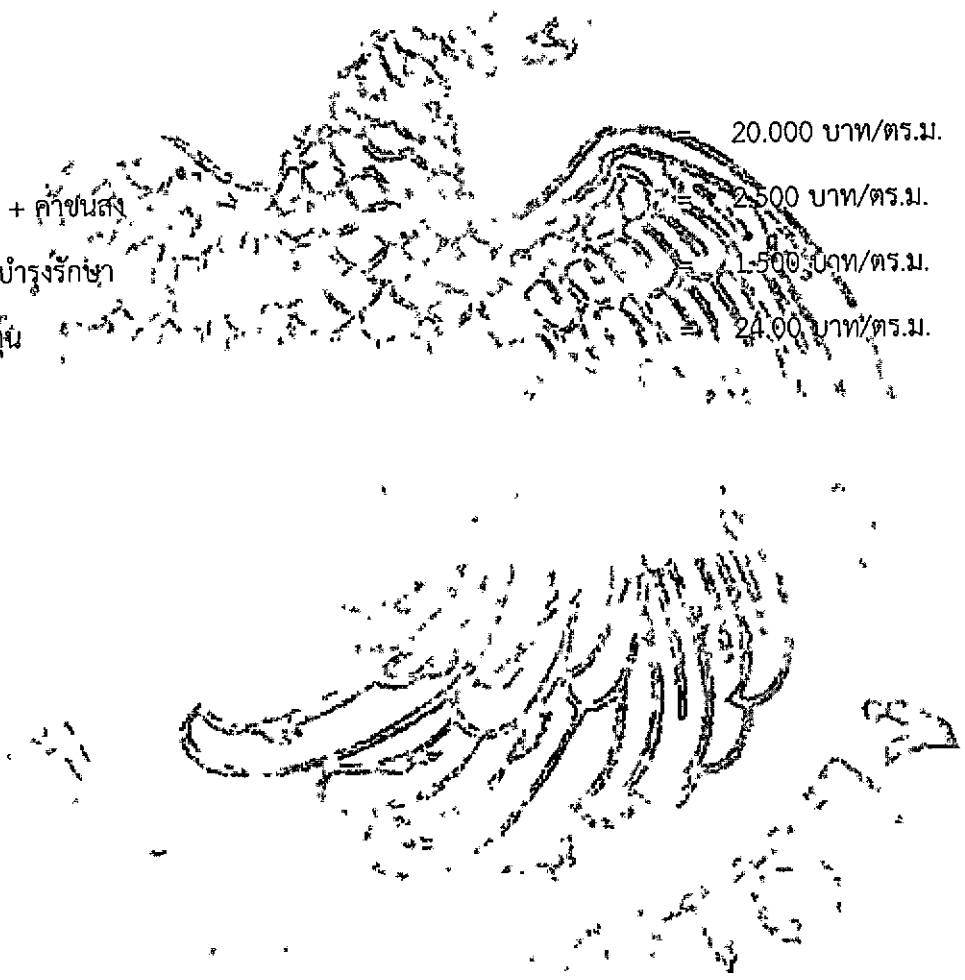 = 20.000 บาท/ตร.ม.
+ ค่าขนส่ง = 2.500 บาท/ตร.ม.
บำรุงรักษา = 1.500 บาท/ตร.ม.
= 24.00 บาท/ตร.ม.